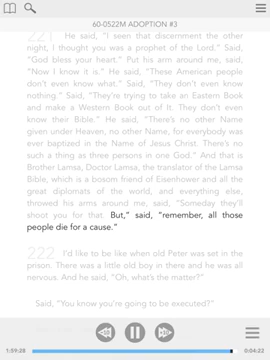 60-0522M ADOPTION #3
221 He said, “I seen that discernment the other
night, I thought you was a prophet of the Lord.” Said,
“God bless your heart.” Put his arm around me, said,
“Now I know it is.” He said, “These American people
don’t even know what.” Said, “They don’t even know
nothing.” Said, “They’re trying to take an Eastern Book
and make a Western Book out of It. They don’t even
know their Bible.” He said, “There’s no other Name
given under Heaven, no other Name, for everybody was
ever baptized in the Name of Jesus Christ. There’s no
such a thing as three persons in one God.” And that is
Brother Lamsa, Doctor Lamsa, the translator of the Lamsa
Bible, which is a bosom friend of Eisenhower and all the
great diplomats of the world, and everything else,
throwed his arms around me, said, “Someday they’ll
shoot you for that. But,” said, “remember, all those
people die for a cause.”
222 I’d like to be like when old Peter was set in the
prison. There was a little old boy in there and he was all
nervous. And he said, “Oh, what’s the matter?”
Said, “You know you’re going to be executed?”
1:59:28
0:04:22